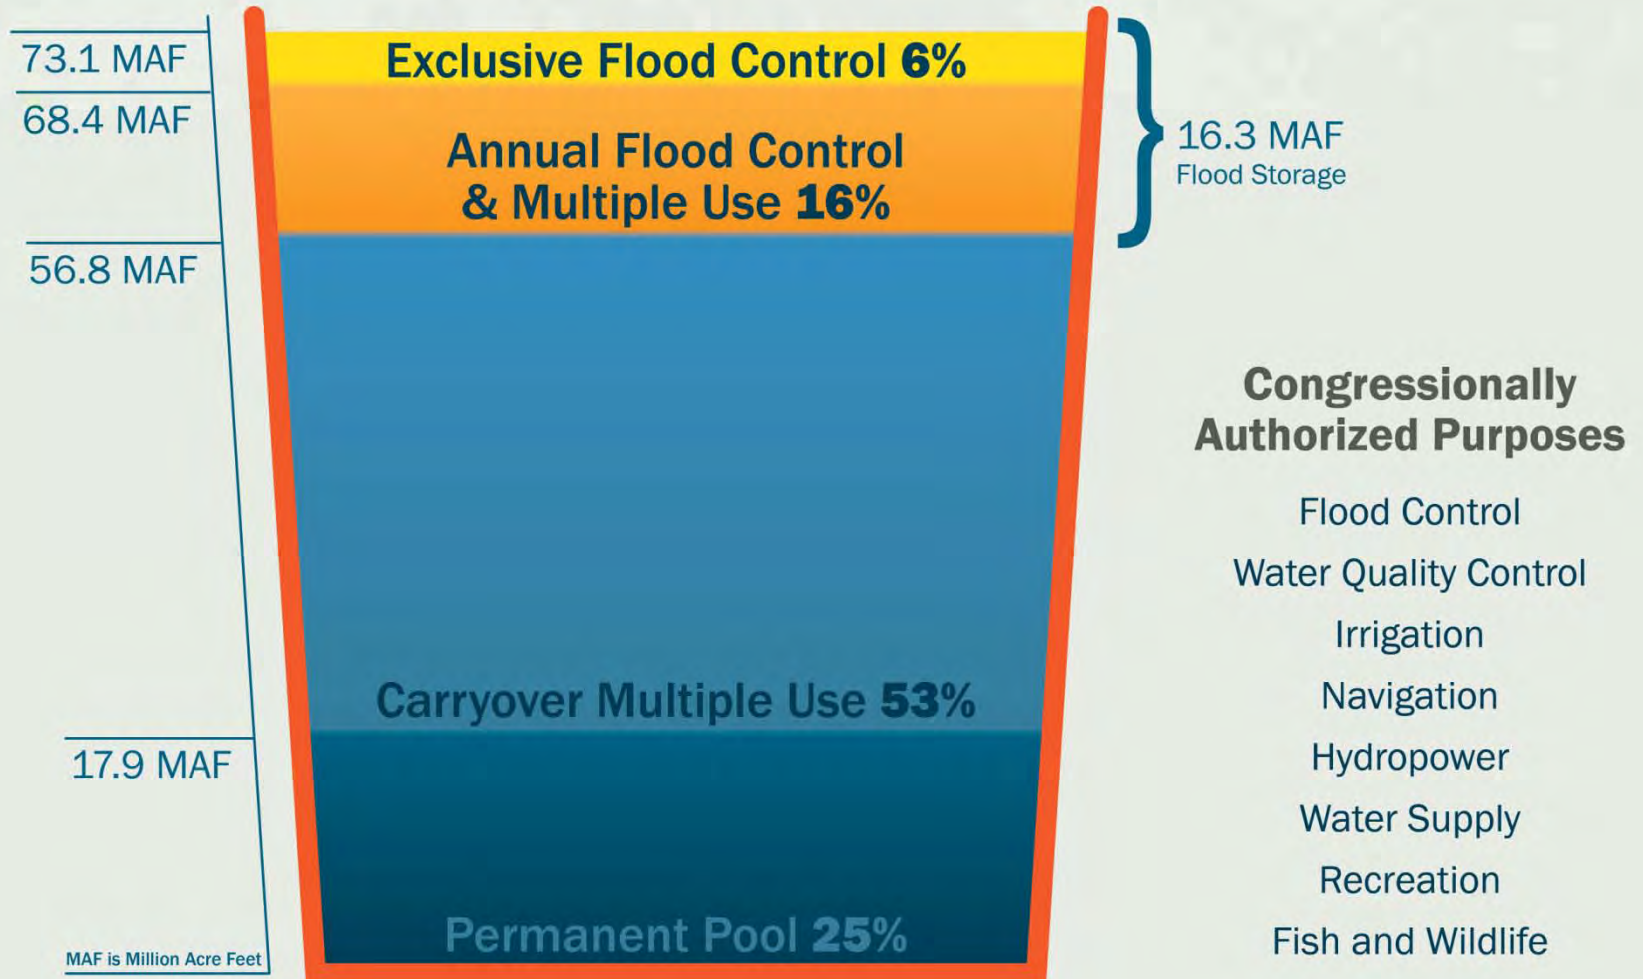 73.1 MAF
68.4 MAF
56.8 MAF
17.9 MAF
MAF is Million Acre Feet
Exclusive Flood Control 6%
Annual Flood Control
& Multiple Use 16%
Carryover Multiple Use 53%
Permanent Pool 25%
16.3 MAF
Flood Storage
Congressionally
Authorized Purposes
Flood Control
Water Quality Control
Irrigation
Navigation
Hydropower
Water Supply
Recreation
Fish and Wildlife